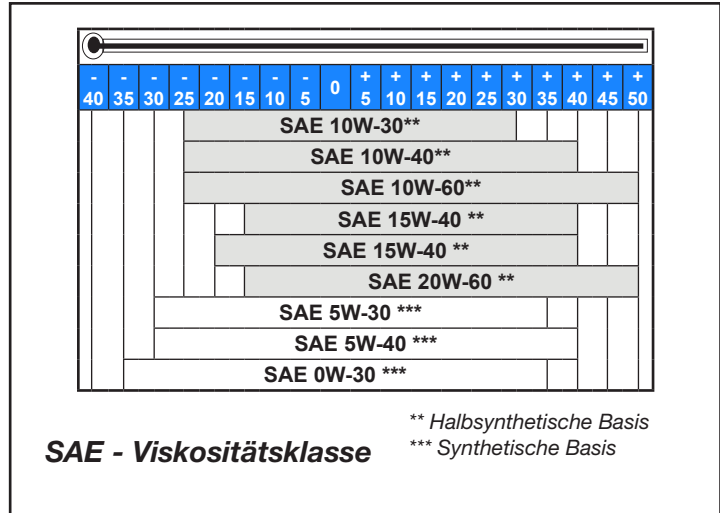 - - - - - - - - 0 + + + + + + + + + +
40 35 30 25 20 15 10 5 5 10 15 20 25 30 35 40 45 50
SAE 10W-30**
SAE 10W-40**
SAE 10W-60**
SAE 15W-40 **
SAE 15W-40 **
SAE 20W-60 **
SAE 5W-30 ***
SAE 5W-40 ***
SAE 0W-30 ***
SAE - Viskositätsklasse
** Halbsynthetische Basis
*** Synthetische Basis